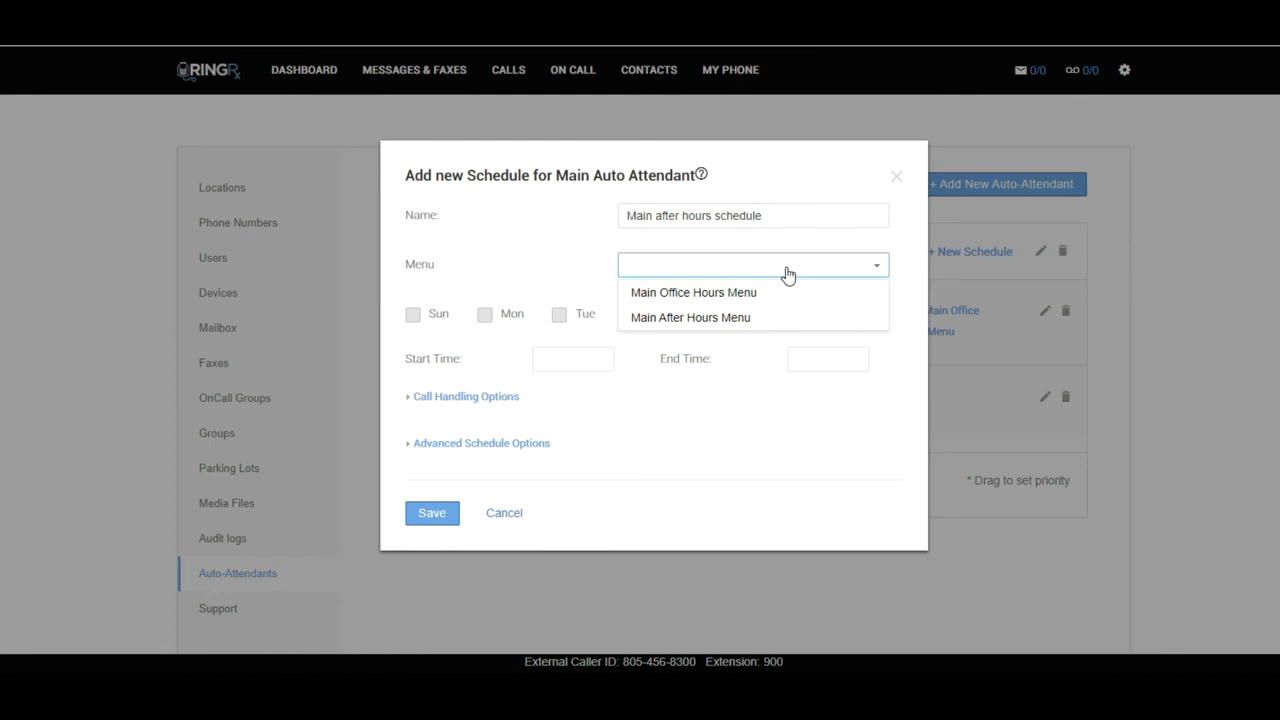 RINGRx DASHBOARD MESSAGES & FAXES CALLS ON CALL CONTACTS MY PHONE 0/0 0/0
Locations
Phone Numbers
Users
Devices
Mailbox
Faxes
OnCall Groups
Groups
Parking Lots
Media Files
Audit logs
Auto-Attendants
Support
Add new Schedule for Main Auto Attendant?
Name: Main after hours schedule
Menu
Main Office Hours Menu
Main After Hours Menu
Sun Mon Tue
Start Time: End Time:
Call Handling Options
Advanced Schedule Options
Save Cancel
+ Add New Auto-Attendant
+ New Schedule
Main Office
Menu
* Drag to set priority
External Caller ID: 805-456-8300 Extension: 900